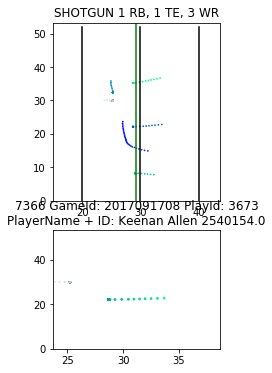 SHOTGUN 1 RB, 1 TE, 3 WR
50
40
30
20
10
0
20 30 40
7366 GameId: 2017091708 PlayId: 3673
PlayerName + ID: Keenan Allen 2540154.0
40
20
0
25 30 35